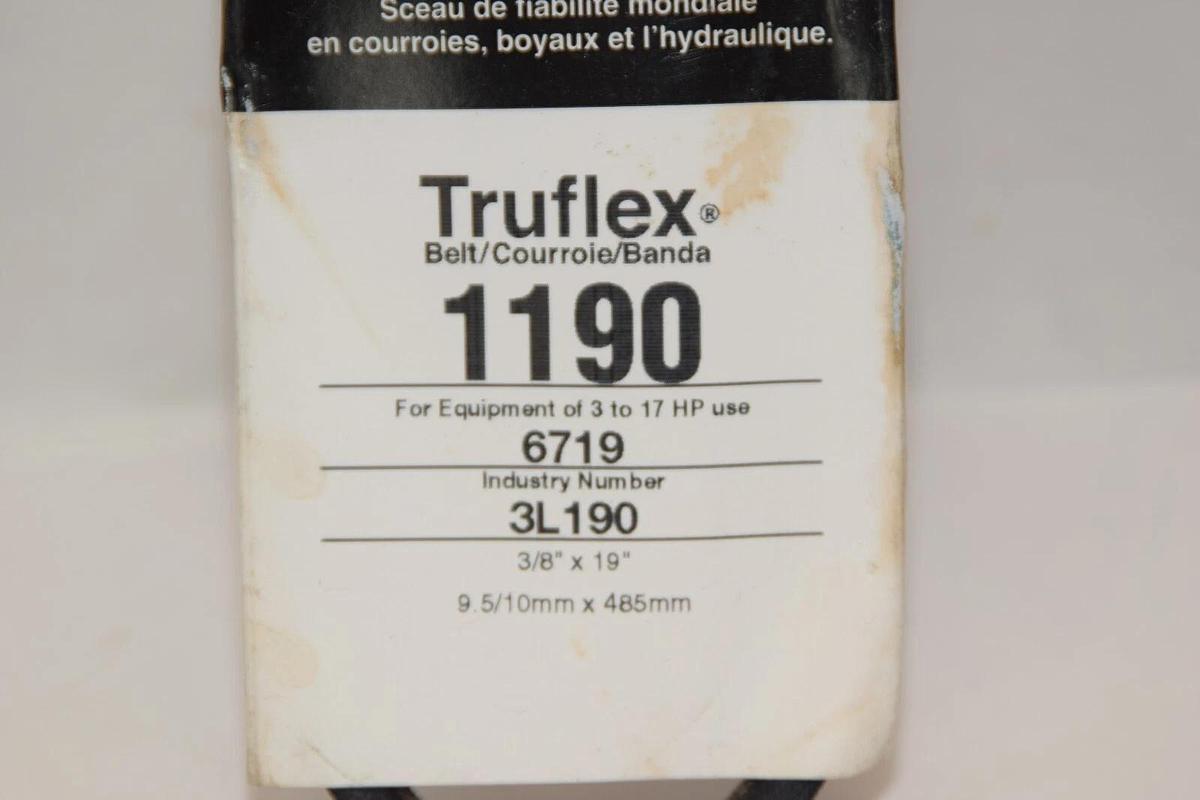 Sceau de fiabilité mondiale
en courroies, boyaux et l'hydraulique.
Truflex®
Belt/Courroie/Banda
1190
For Equipment of 3 to 17 HP use
6719
Industry Number
3L190
3/8" x 19"
9.5/10mm x 485mm